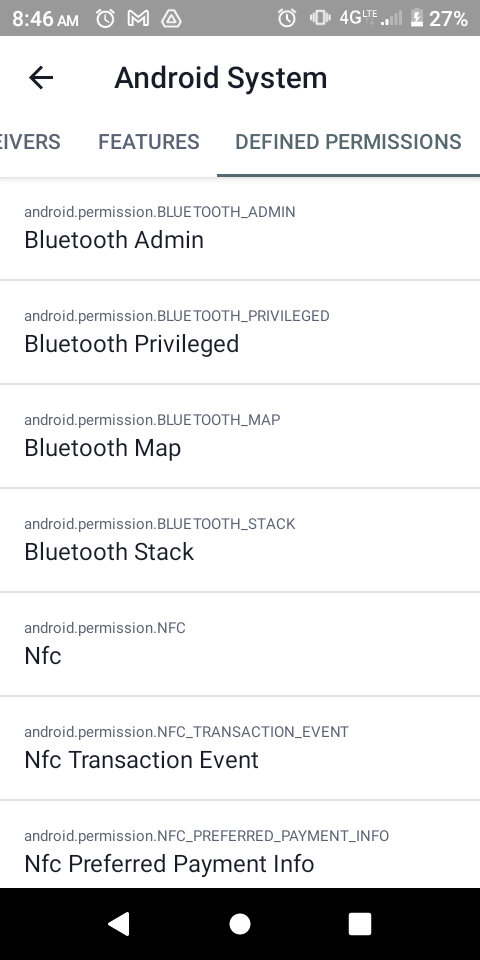 8:46 AM 4G LTE 27%
Android System
EIVERS FEATURES DEFINED PERMISSIONS
android.permission.BLUETOOTH_ADMIN
Bluetooth Admin
android.permission.BLUETOOTH_PRIVILEGED
Bluetooth Privileged
android.permission.BLUETOOTH_MAP
Bluetooth Map
android.permission.BLUETOOTH_STACK
Bluetooth Stack
android.permission.NFC
Nfc
android.permission.NFC_TRANSACTION_EVENT
Nfc Transaction Event
android.permission.NFC_PREFERRED_PAYMENT_INFO
Nfc Preferred Payment Info